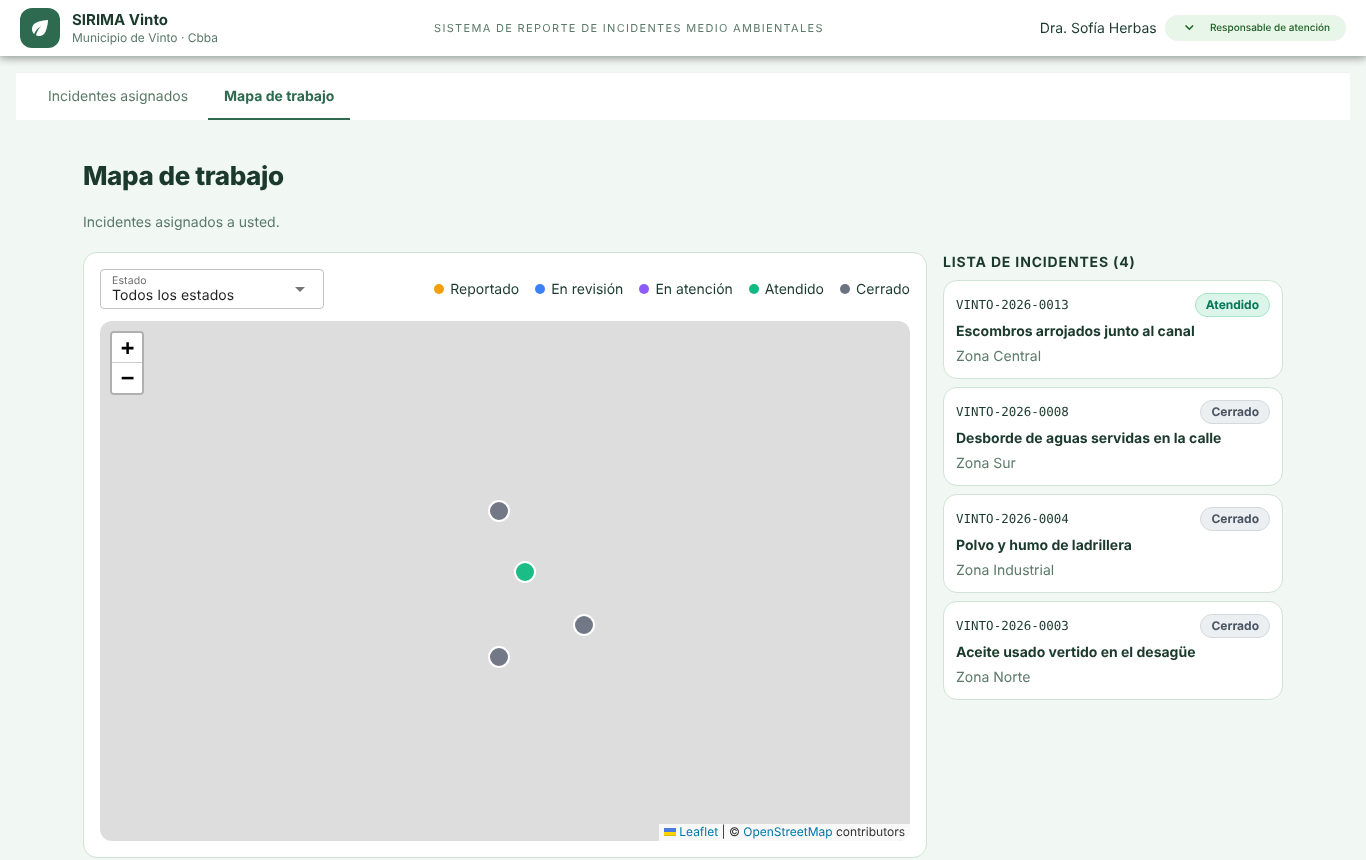 SIRIMA Vinto
Municipio de Vinto · Cbba
SISTEMA DE REPORTE DE INCIDENTES MEDIO AMBIENTALES
Dra. Sofía Herbas
Responsable de atención
Incidentes asignados
Mapa de trabajo
Mapa de trabajo
Incidentes asignados a usted.
Estado
Todos los estados
Reportado
En revisión
En atención
Atendido
Cerrado
+
−
Leaflet | © OpenStreetMap contributors
LISTA DE INCIDENTES (4)
VINTO-2026-0013
Atendido
Escombros arrojados junto al canal
Zona Central
VINTO-2026-0008
Cerrado
Desborde de aguas servidas en la calle
Zona Sur
VINTO-2026-0004
Cerrado
Polvo y humo de ladrillera
Zona Industrial
VINTO-2026-0003
Cerrado
Aceite usado vertido en el desagüe
Zona Norte